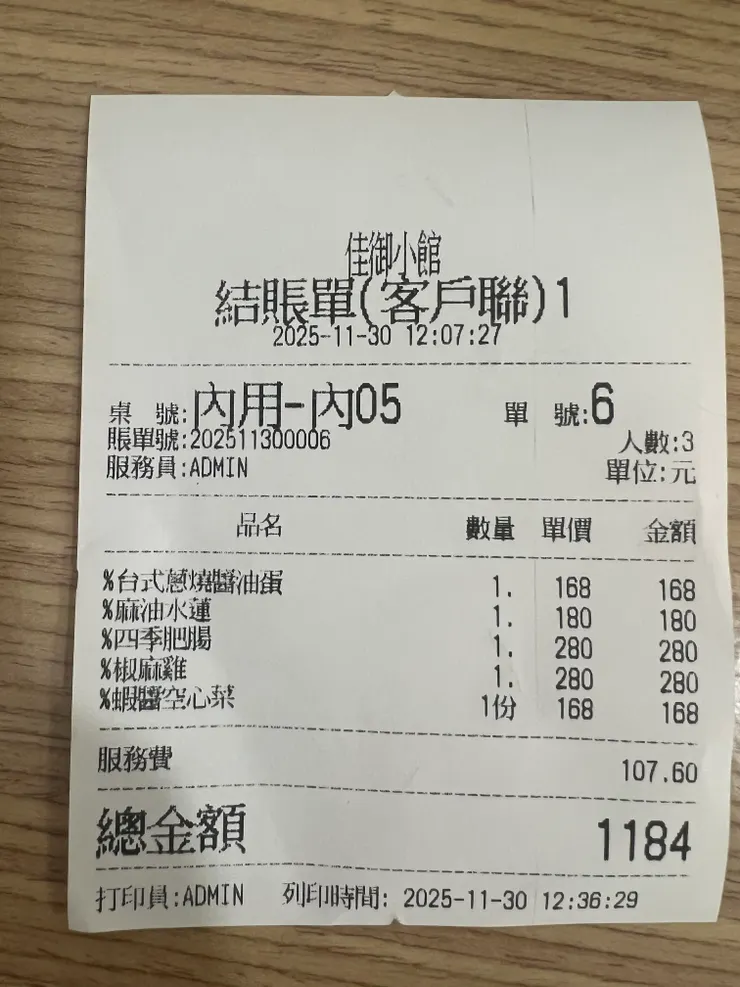 佳御小館
結賬單(客戶聯)1
2025-11-30 12:07:27
桌 號:內用-內05 單 號:6
賬單號:202511300006 人數:3
服務員:ADMIN 單位:元
品名 數量 單價 金額
%台式蔥燒醬油蛋 1. 168 168
%麻油水蓮 1. 180 180
%四季肥腸 1. 280 280
%椒麻雞 1. 280 280
%蝦醬空心菜 1份 168 168
服務費 107.60
總金額 1184
打印員:ADMIN 列印時間: 2025-11-30 12:36:29